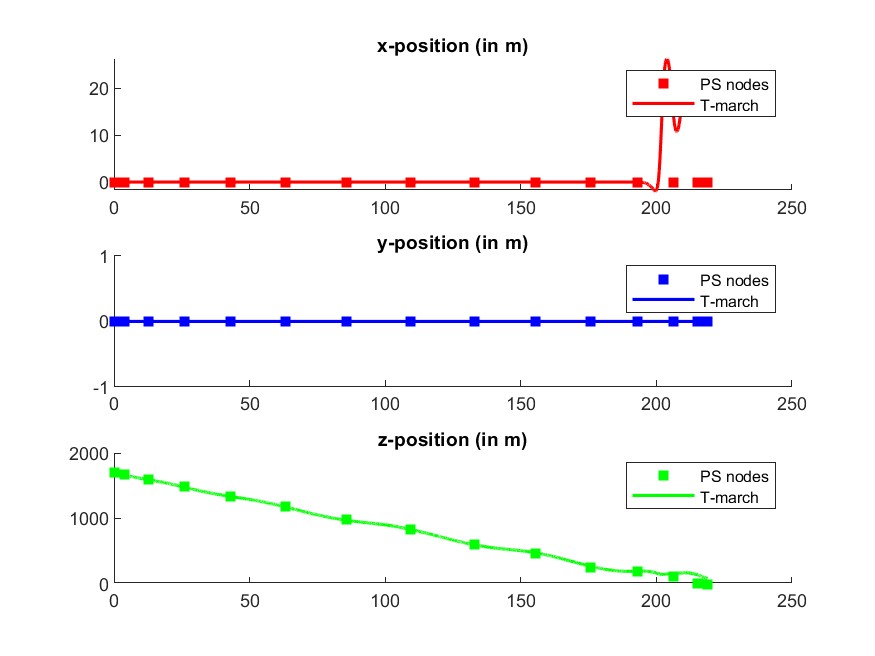 x-position (in m)
20
10
0
PS nodes
T-march
0 50 100 150 200 250
y-position (in m)
1
0
-1
PS nodes
T-march
0 50 100 150 200 250
z-position (in m)
2000
1000
0
PS nodes
T-march
0 50 100 150 200 250